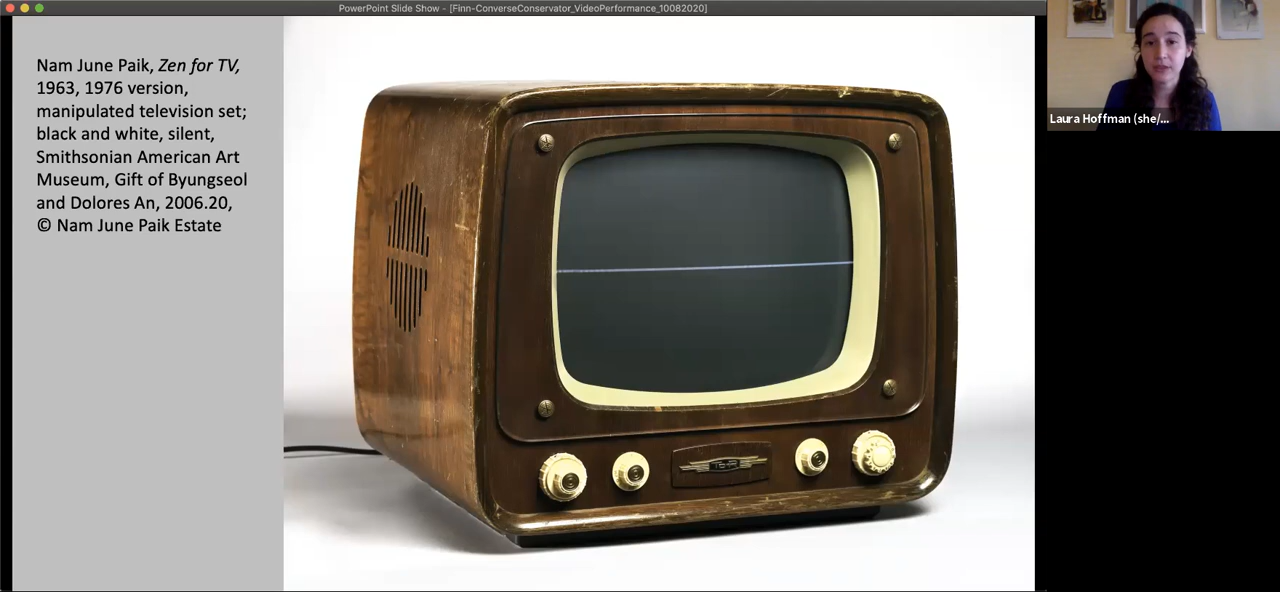 PowerPoint Slide Show - [Finn-ConverseConservator_VideoPerformance_10082020]
Nam June Paik, Zen for TV,
1963, 1976 version,
manipulated television set;
black and white, silent,
Smithsonian American Art
Museum, Gift of Byungseol
and Dolores An, 2006.20,
© Nam June Paik Estate
Laura Hoffman (she/...